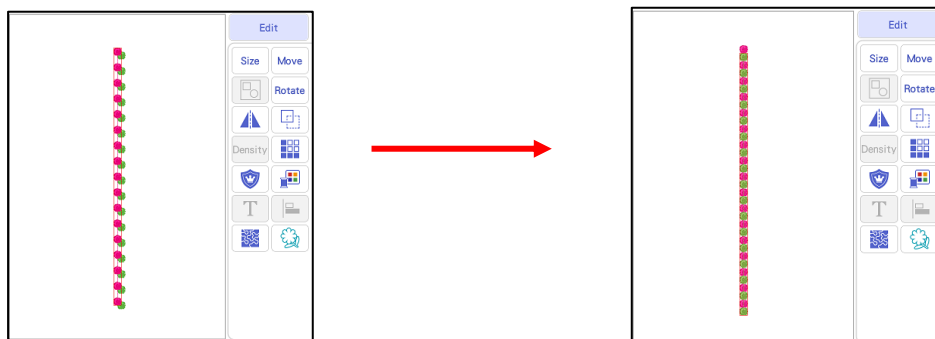 Edit
Size Move
Rotate
Density
T
Edit
Size Move
Rotate
Density
T